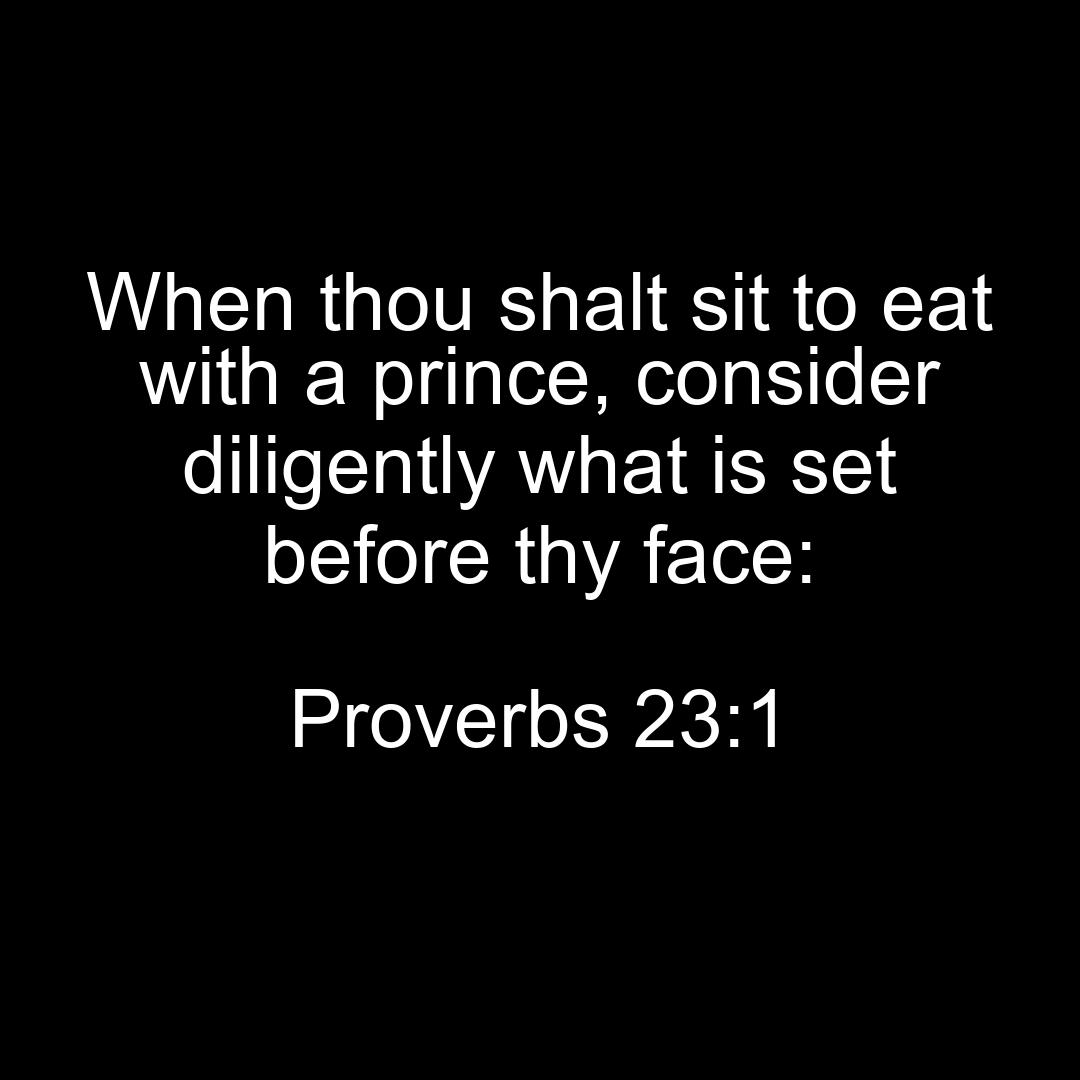 When thou shalt sit to eat
with a prince, consider
diligently what is set
before thy face:
Proverbs 23:1